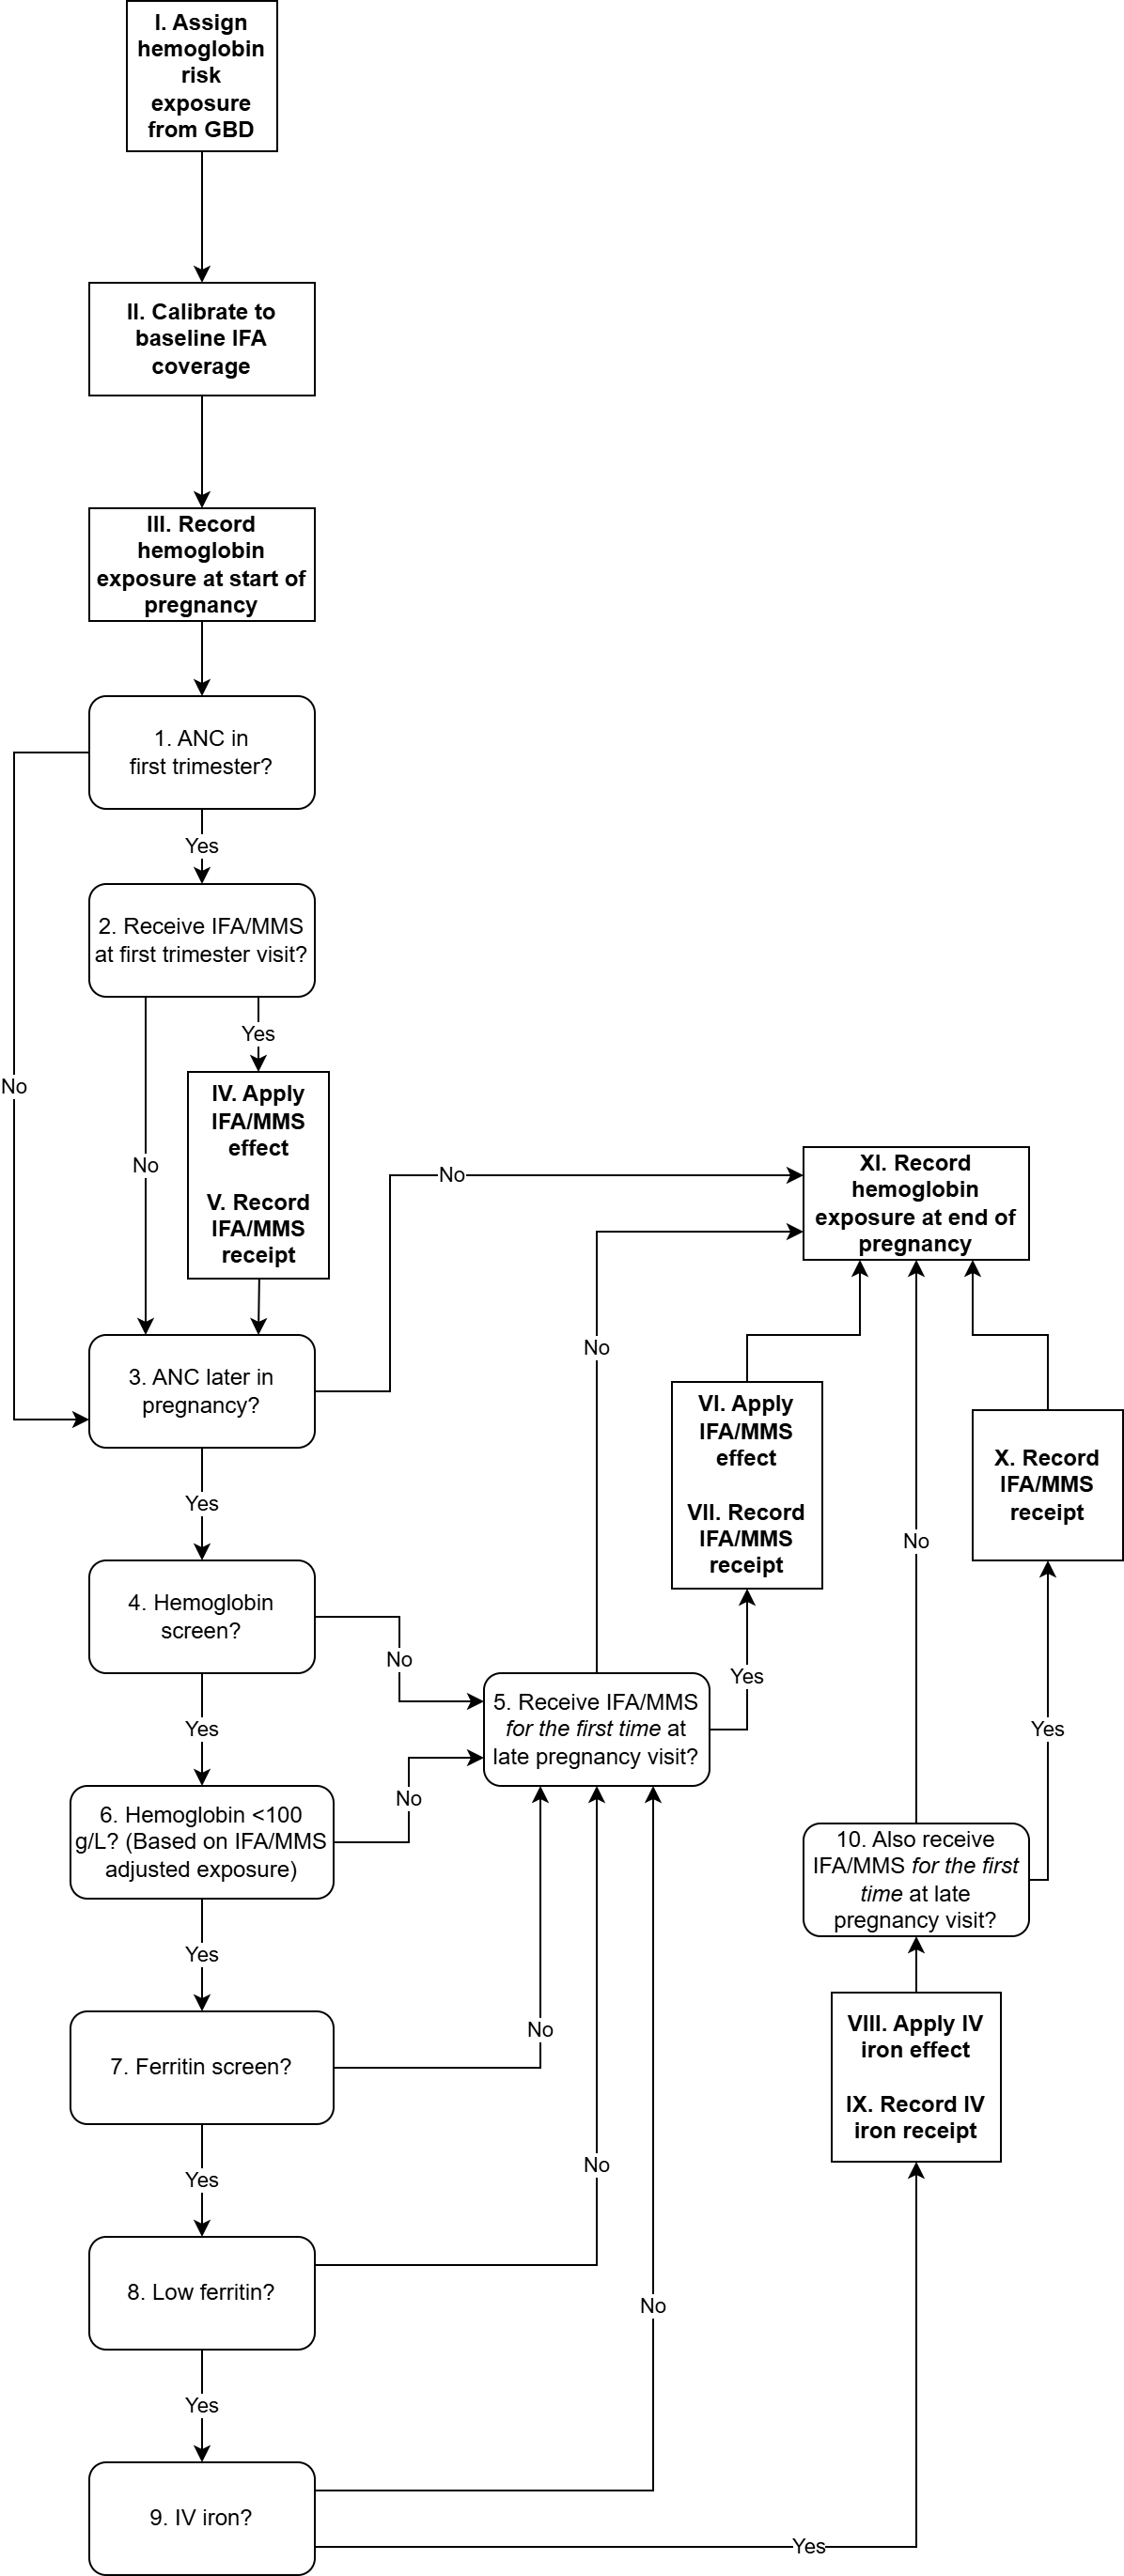 I. Assign
hemoglobin
risk
exposure
from GBD
II. Calibrate to
baseline IFA
coverage
III. Record
hemoglobin
exposure at start of
pregnancy
1. ANC in
first trimester?
Yes
2. Receive IFA/MMS
at first trimester visit?
Yes
No
No
IV. Apply
IFA/MMS
effect
V. Record
IFA/MMS
receipt
3. ANC later in
pregnancy?
No
Yes
4. Hemoglobin
screen?
No
Yes
6. Hemoglobin <100
g/L? (Based on IFA/MMS
adjusted exposure)
No
Yes
7. Ferritin screen?
No
Yes
8. Low ferritin?
No
Yes
9. IV iron?
No
Yes
5. Receive IFA/MMS
for the first time at
late pregnancy visit?
No
Yes
VI. Apply
IFA/MMS
effect
VII. Record
IFA/MMS
receipt
VIII. Apply IV
iron effect
IX. Record IV
iron receipt
10. Also receive
IFA/MMS for the first
time at late
pregnancy visit?
No
Yes
X. Record
IFA/MMS
receipt
XI. Record
hemoglobin
exposure at end of
pregnancy